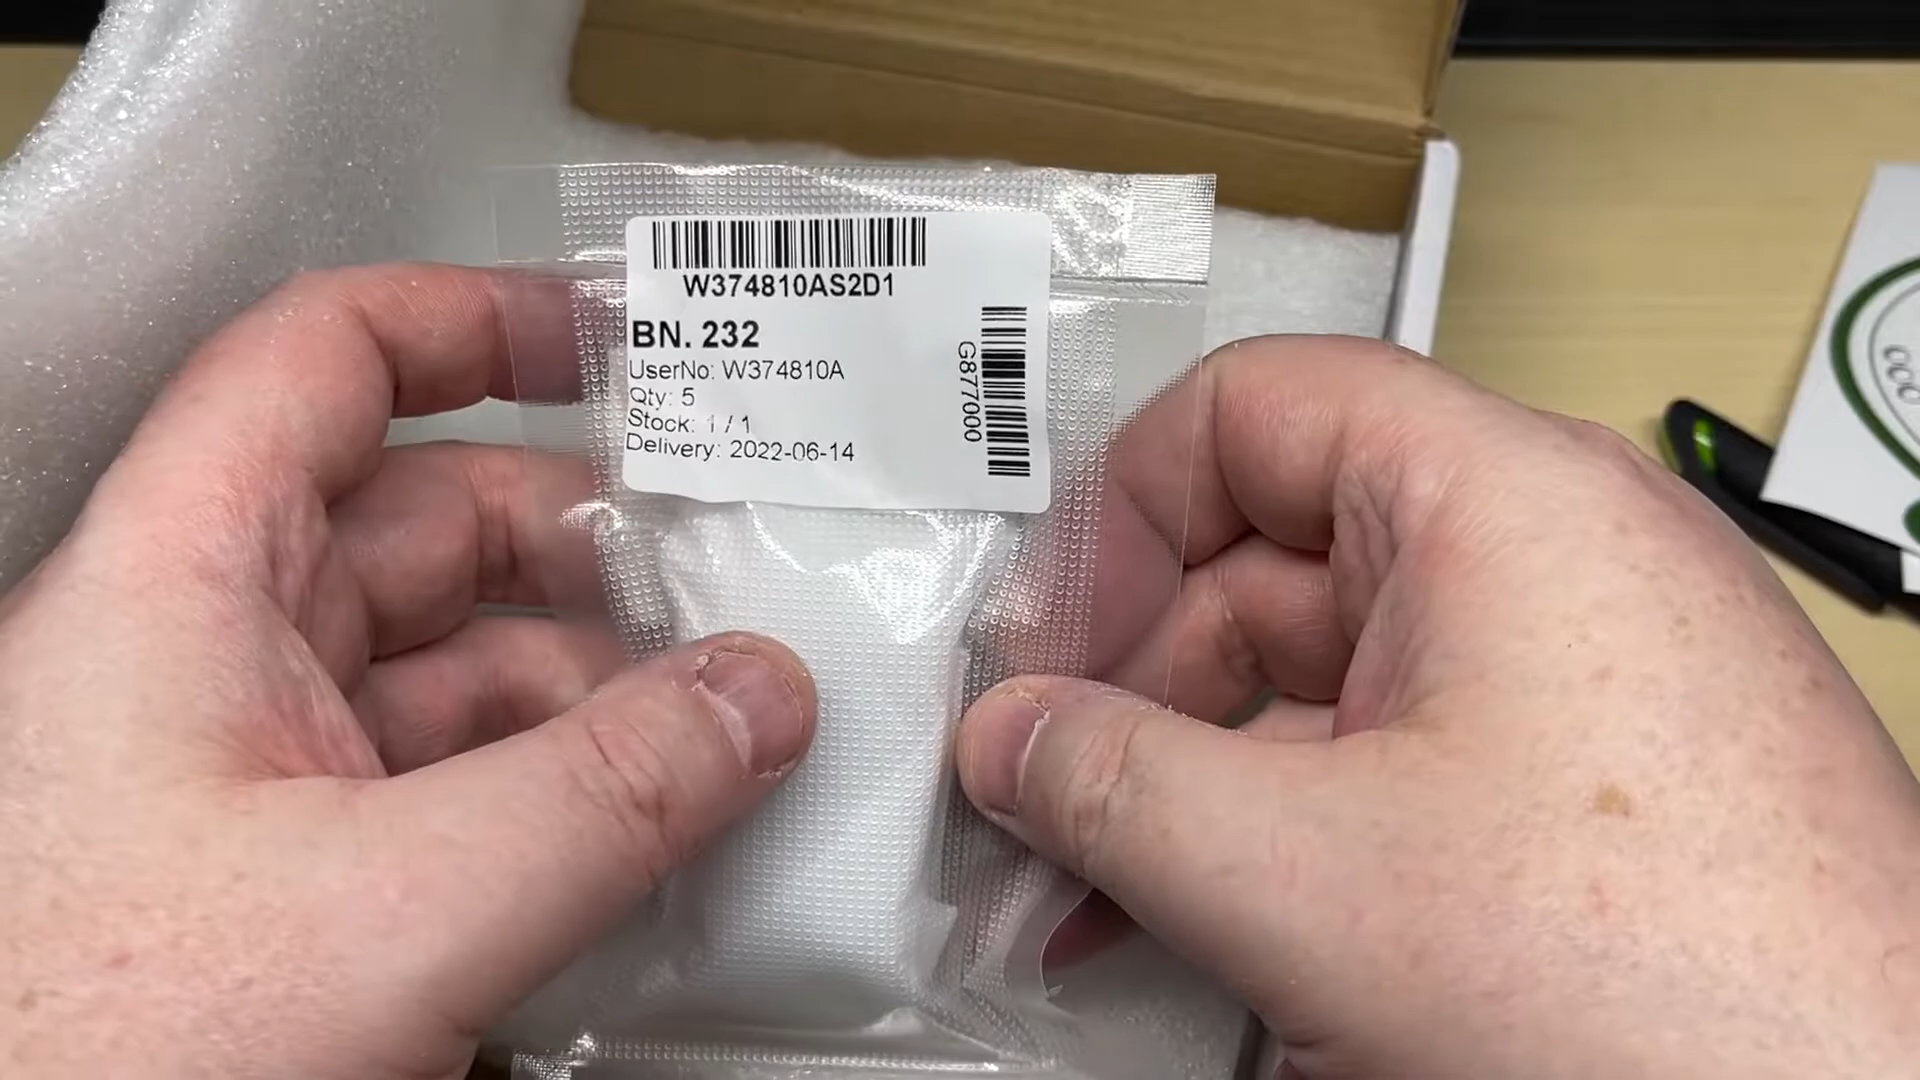 W374810AS2D1
BN. 232
UserNo: W374810A
Qty: 5
Stock: 1 / 1
Delivery: 2022-06-14
G877000